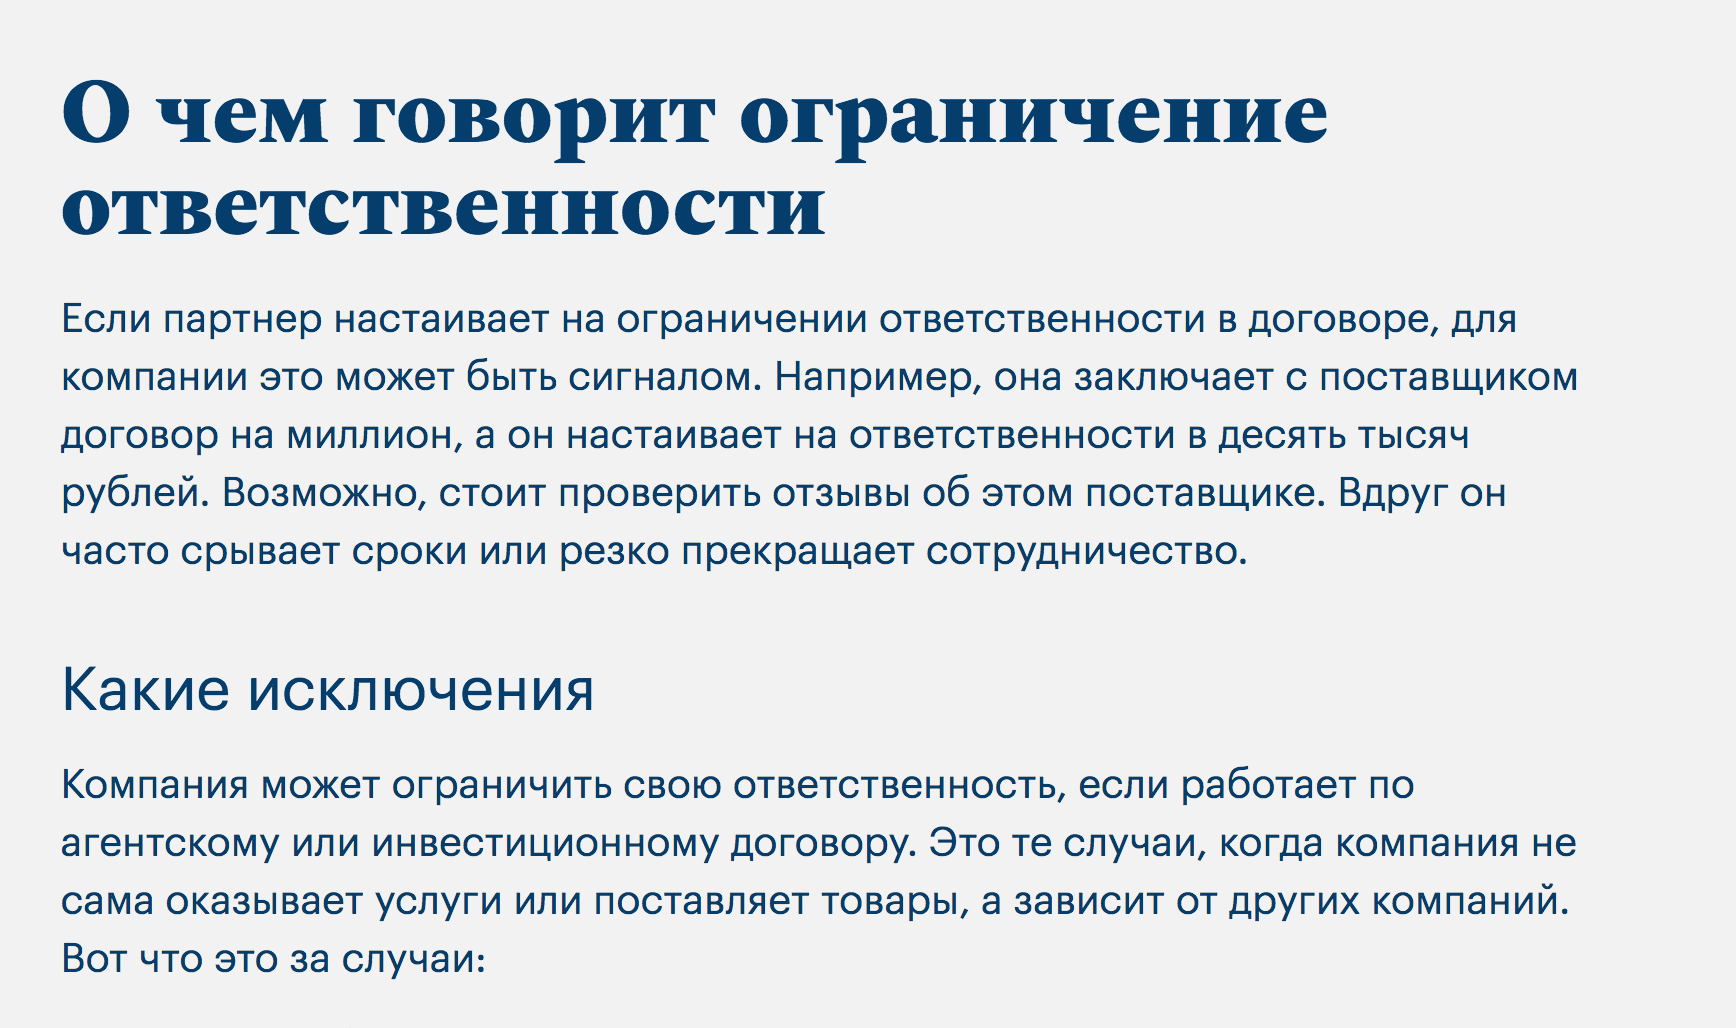 О чем говорит ограничение
ответственности
Если партнер настаивает на ограничении ответственности в договоре, для
компании это может быть сигналом. Например, она заключает с поставщиком
договор на миллион, а он настаивает на ответственности в десять тысяч
рублей. Возможно, стоит проверить отзывы об этом поставщике. Вдруг он
часто срывает сроки или резко прекращает сотрудничество.
Какие исключения
Компания может ограничить свою ответственность, если работает по
агентскому или инвестиционному договору. Это те случаи, когда компания не
сама оказывает услуги или поставляет товары, а зависит от других компаний.
Вот что это за случаи: